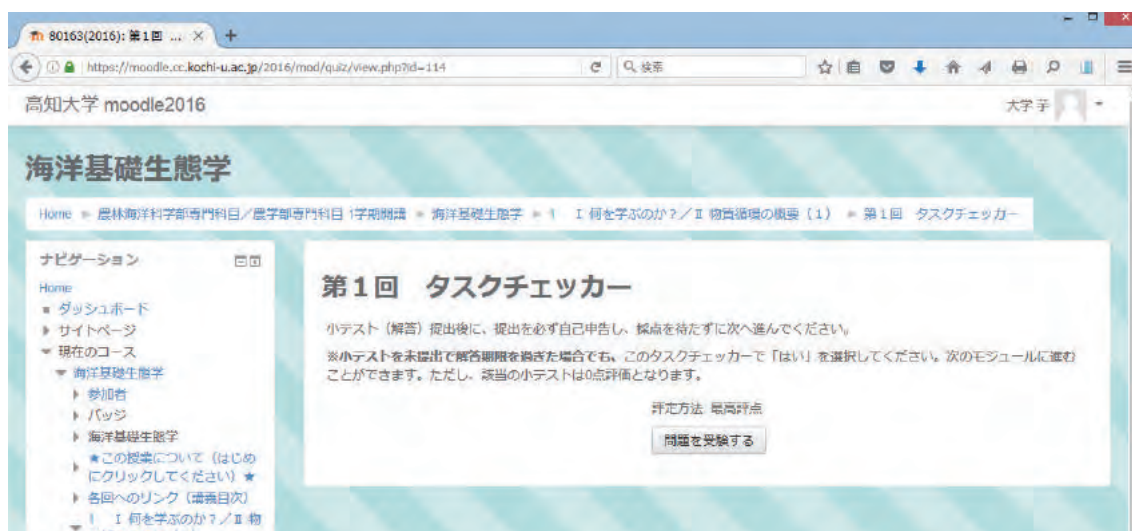 80163(2016): 第1回 ...
https://moodle.cc.kochi-u.ac.jp/2016/mod/quiz/view.php?id=114
検索
高知大学 moodle2016
大学 芋
海洋基礎生態学
Home 農林海洋科学部専門科目／農学部専門科目 1学期開講 海洋基礎生態学 1 Ⅰ 何を学ぶのか？／Ⅱ 物質循環の概要（1） 第1回 タスクチェッカー
ナビゲーション
Home
ダッシュボード
サイトページ
現在のコース
海洋基礎生態学
参加者
バッジ
海洋基礎生態学
★この授業について（はじめ
にクリックしてください）★
各回へのリンク（講義目次）
1 Ⅰ 何を学ぶのか？／Ⅱ 物
第1回 タスクチェッカー
小テスト（解答）提出後に、提出を必ず自己申告し、採点を待たずに次へ進んでください。
※小テストを未提出で解答期限を過ぎた場合でも、このタスクチェッカーで「はい」を選択してください。次のモジュールに進む
ことができます。ただし、該当の小テストは0点評価となります。
評定方法 最高評点
問題を受験する